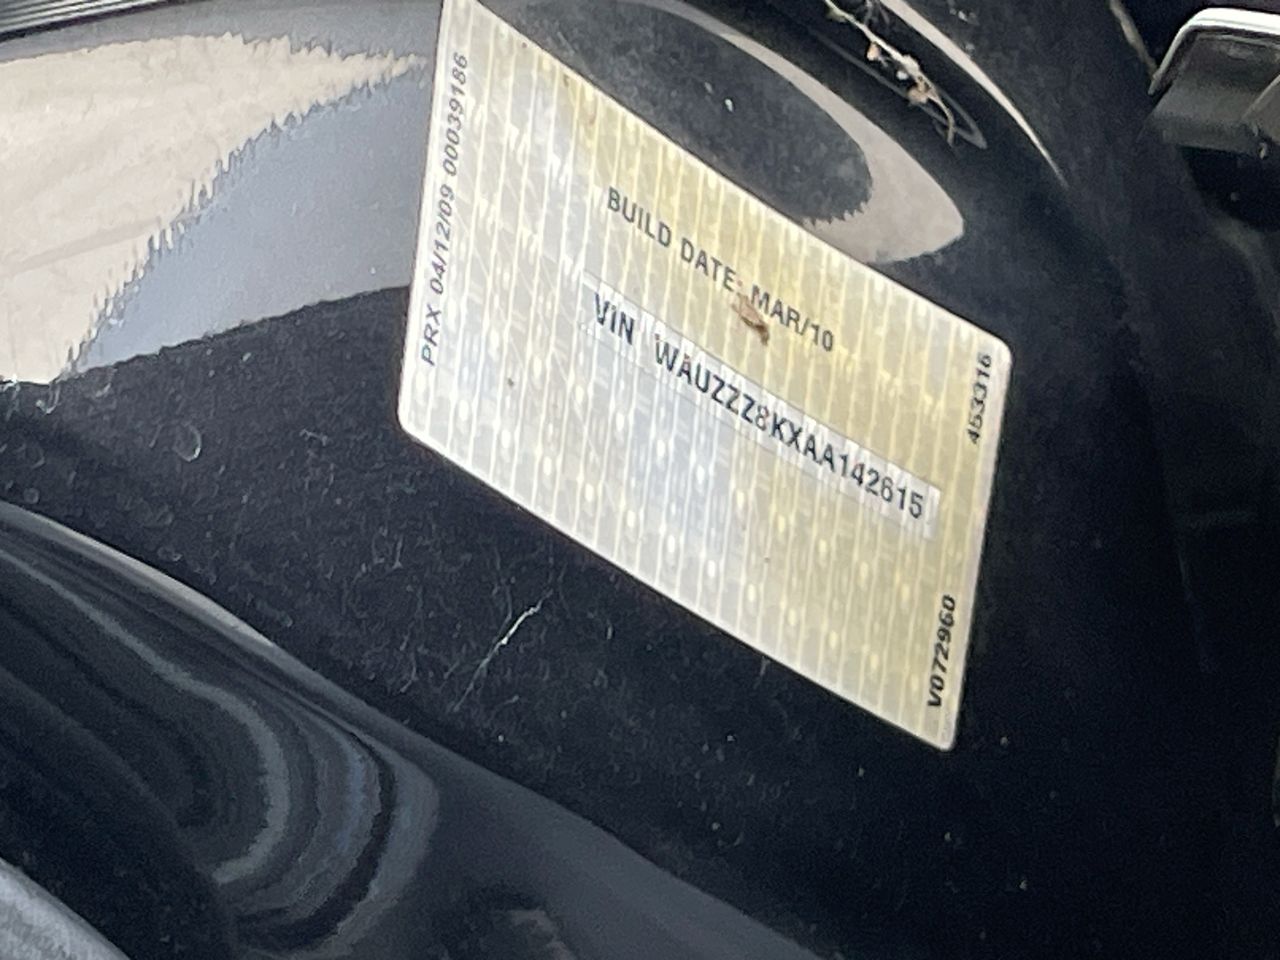 PRX 04/12/09 00039186
BUILD DATE: MAR/10
VIN WAUZZZ8KXAA142615
453316
V072960